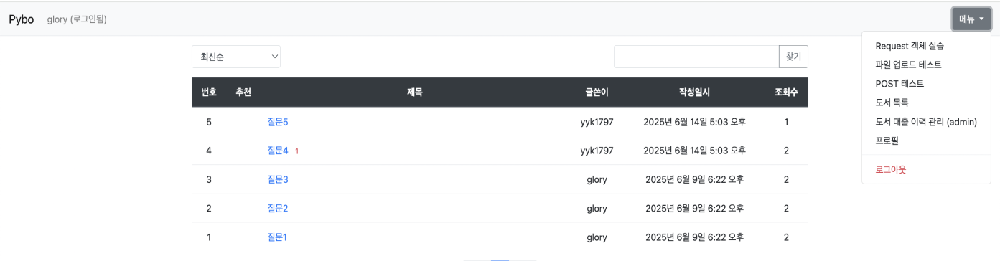 Pybo glory (로그인됨) 메뉴
Request 객체 실습
파일 업로드 테스트
POST 테스트
도서 목록
도서 대출 이력 관리 (admin)
프로필
로그아웃
최신순 찾기
번호 추천 제목 글쓴이 작성일시 조회수
5 질문5 yyk1797 2025년 6월 14일 5:03 오후 1
4 질문4 1 yyk1797 2025년 6월 14일 5:03 오후 2
3 질문3 glory 2025년 6월 9일 6:22 오후 2
2 질문2 glory 2025년 6월 9일 6:22 오후 2
1 질문1 glory 2025년 6월 9일 6:22 오후 2